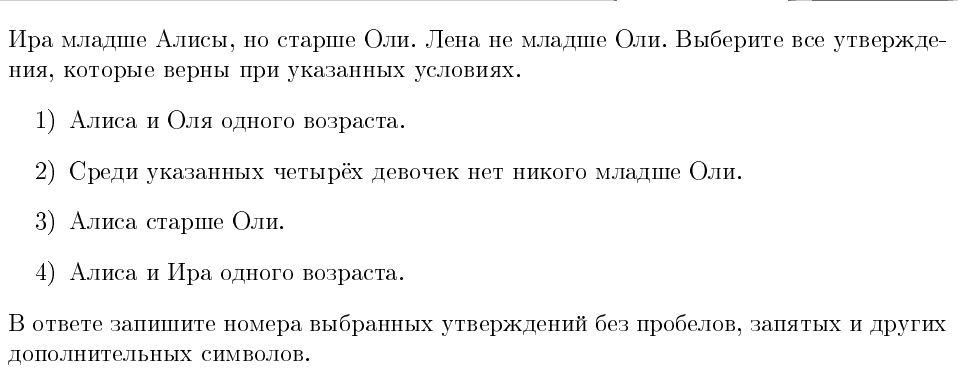 Ира младше Алисы, но старше Оли. Лена не младше Оли. Выберите все утвержде-
ния, которые верны при указанных условиях.
1) Алиса и Оля одного возраста.
2) Среди указанных четырёх девочек нет никого младше Оли.
3) Алиса старше Оли.
4) Алиса и Ира одного возраста.
В ответе запишите номера выбранных утверждений без пробелов, запятых и других
дополнительных символов.